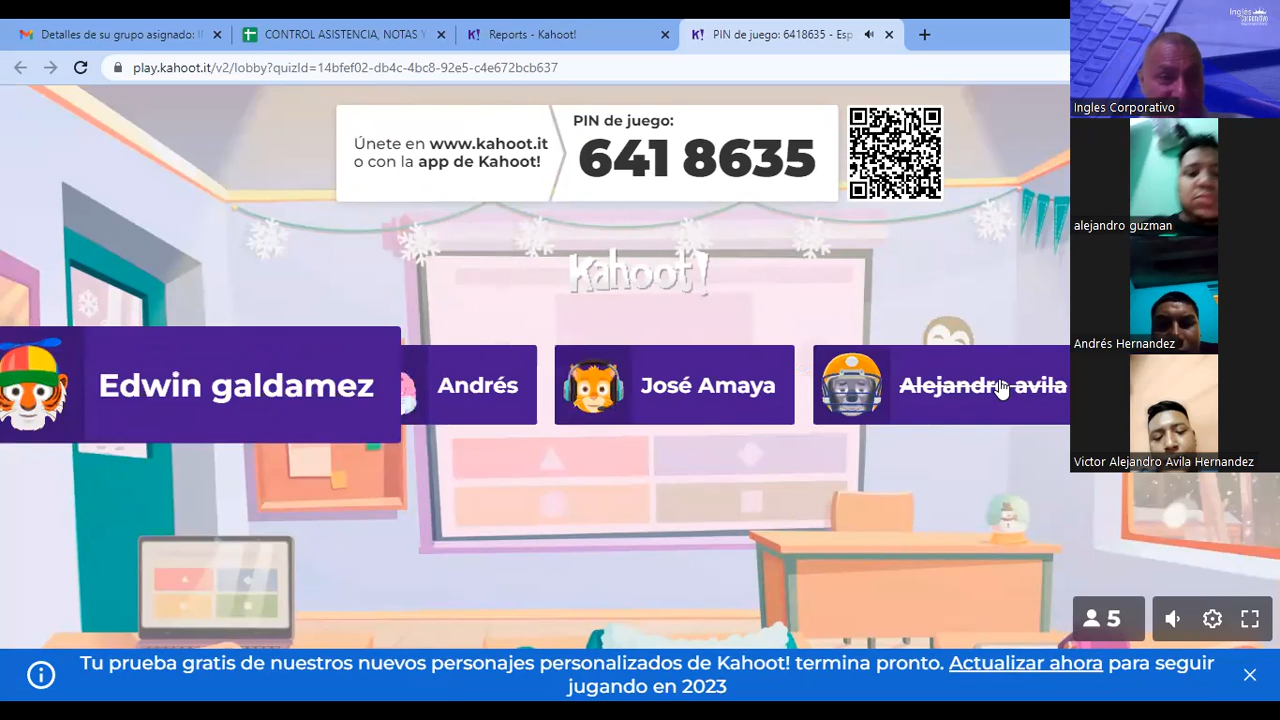 Detalles de su grupo asignado: I
CONTROL ASISTENCIA, NOTAS Y
Reports - Kahoot!
PIN de juego: 6418635 - Esp
play.kahoot.it/v2/lobby?quizId=14bfef02-db4c-4bc8-92e5-c4e672bcb637
Ingles
CORPORATIVO
Ingles Corporativo
Únete en www.kahoot.it
o con la app de Kahoot!
PIN de juego:
641 8635
alejandro guzman
Kahoot!
Andrés Hernandez
Edwin galdamez
Andrés
José Amaya
Alejandro avila
Victor Alejandro Avila Hernandez
5
Tu prueba gratis de nuestros nuevos personajes personalizados de Kahoot! termina pronto. Actualizar ahora para seguir
jugando en 2023